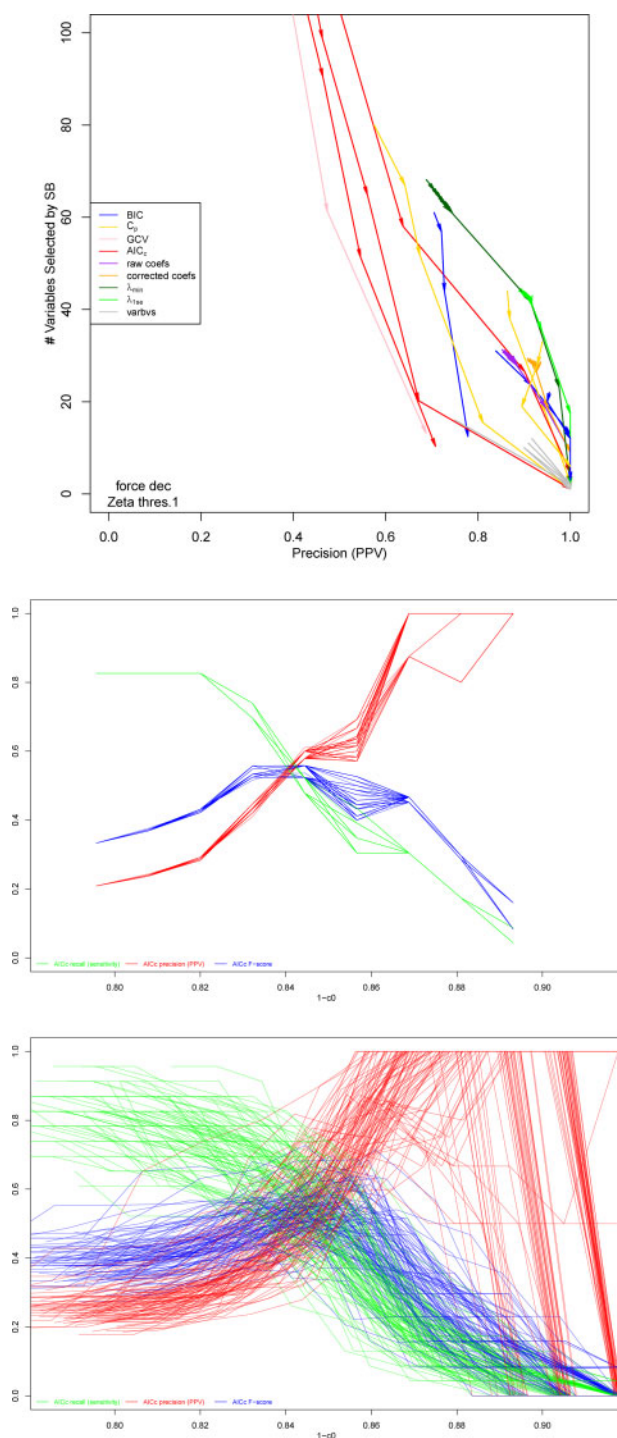 100
80
60
40
20
0
# Variables Selected by SB
BIC
Cp
GCV
AICc
raw coefs
corrected coefs
λmin
λ1se
varbvs
force dec
Zeta thres.1
0.0 0.2 0.4 0.6 0.8 1.0
Precision (PPV)
1.0
0.8
0.6
0.4
0.2
0.0
AICc recall (sensitivity) AICc precision (PPV) AICc F-score
0.80 0.82 0.84 0.86 0.88 0.90
1-c0
1.0
0.8
0.6
0.4
0.2
0.0
AICc recall (sensitivity) AICc precision (PPV) AICc F-score
0.80 0.82 0.84 0.86 0.88 0.90
1-c0